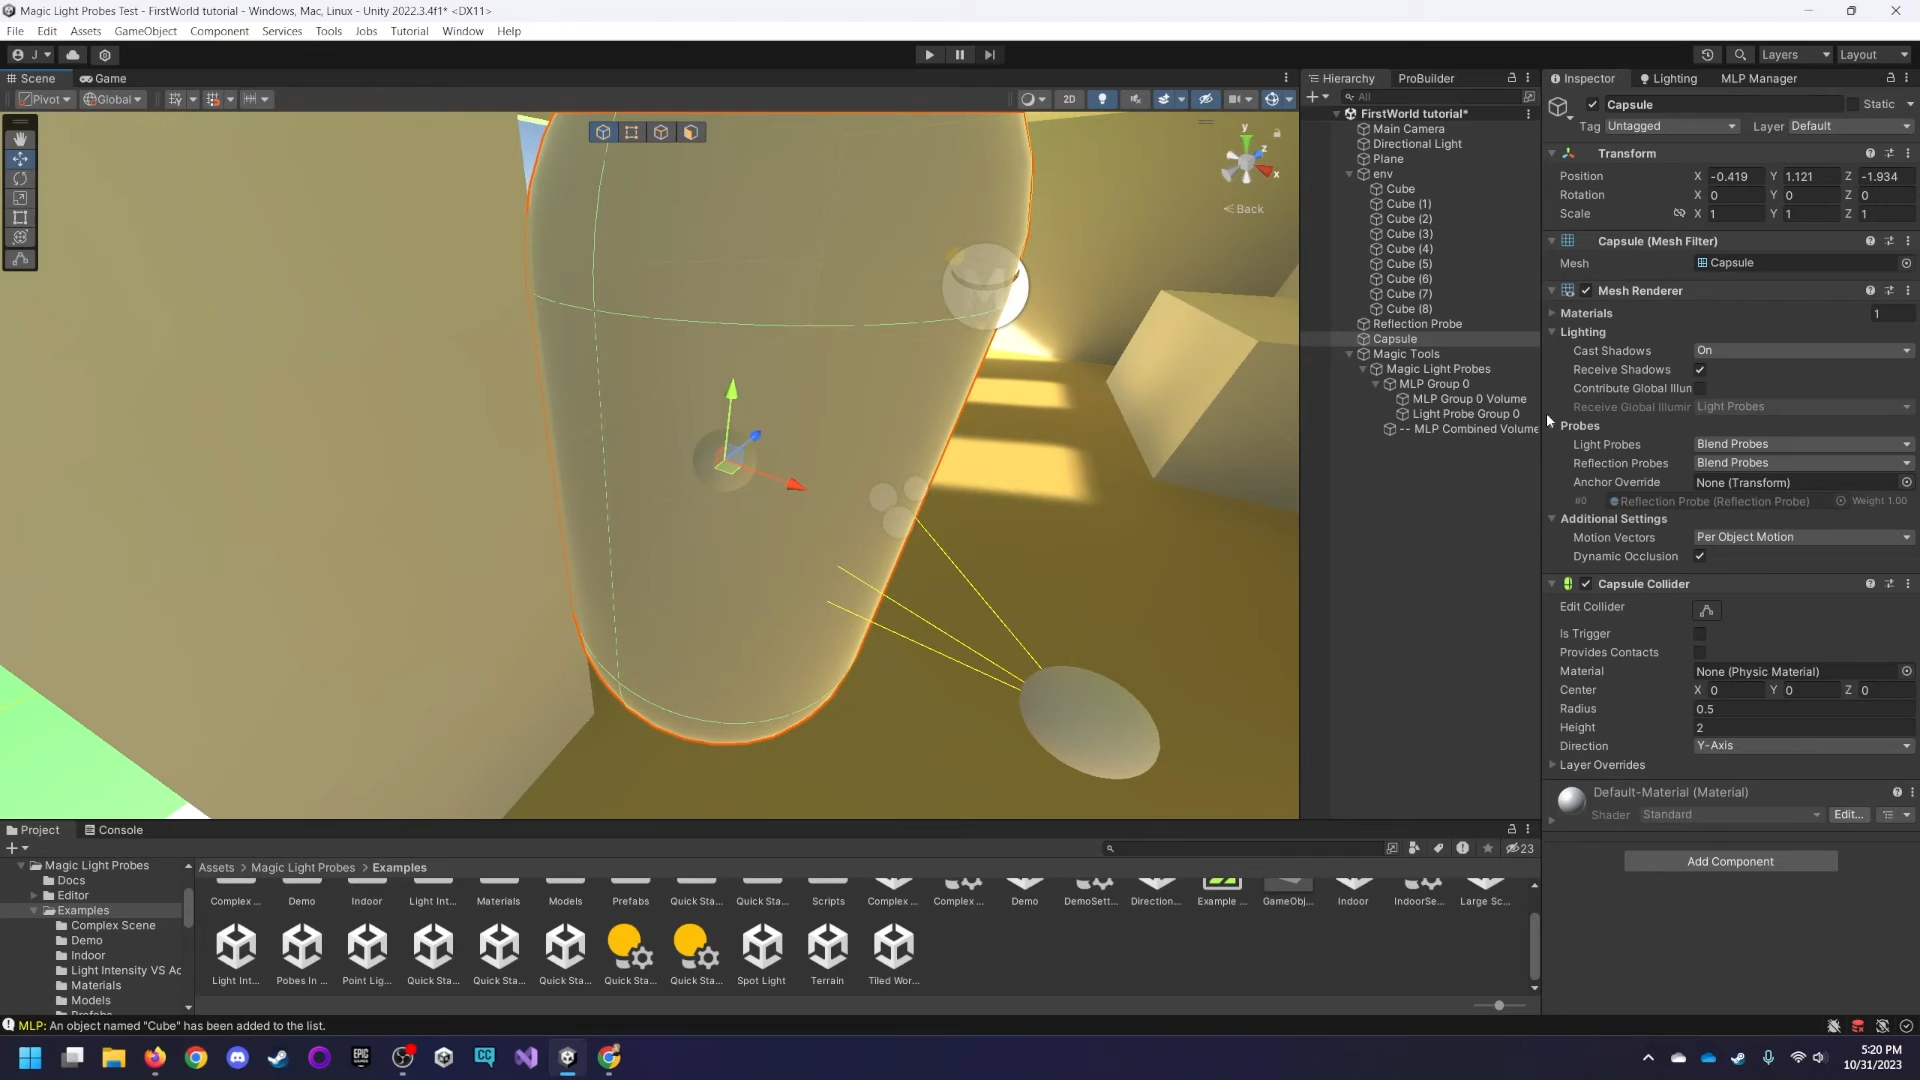 Magic Light Probes Test - FirstWorld tutorial - Windows, Mac, Linux - Unity 2022.3.4f1* <DX11>
File Edit Assets GameObject Component Services Tools Jobs Tutorial Window Help
J Layers Layout
Scene Game Hierarchy ProBuilder Inspector Lighting MLP Manager
Pivot Global 2D All
Capsule Static
Tag Untagged Layer Default
y
z
x
Back
FirstWorld tutorial*
Main Camera
Directional Light
Plane
env
Cube
Cube (1)
Cube (2)
Cube (3)
Cube (4)
Cube (5)
Cube (6)
Cube (7)
Cube (8)
Reflection Probe
Capsule
Magic Tools
Magic Light Probes
MLP Group 0
MLP Group 0 Volume
Light Probe Group 0
-- MLP Combined Volume
Transform
Position X -0.419 Y 1.121 Z -1.934
Rotation X 0 Y 0 Z 0
Scale X 1 Y 1 Z 1
Capsule (Mesh Filter)
Mesh Capsule
Mesh Renderer
Materials 1
Lighting
Cast Shadows On
Receive Shadows
Contribute Global Illun
Receive Global Illumir Light Probes
Probes
Light Probes Blend Probes
Reflection Probes Blend Probes
Anchor Override None (Transform)
#0 Reflection Probe (Reflection Probe) Weight 1.00
Additional Settings
Motion Vectors Per Object Motion
Dynamic Occlusion
Capsule Collider
Edit Collider
Is Trigger
Provides Contacts
Material None (Physic Material)
Center X 0 Y 0 Z 0
Radius 0.5
Height 2
Direction Y-Axis
Layer Overrides
Default-Material (Material)
Shader Standard Edit...
Add Component
Project Console
23
Magic Light Probes
Docs
Editor
Examples
Complex Scene
Demo
Indoor
Light Intensity VS Ac
Materials
Models
Assets > Magic Light Probes > Examples
Complex ... Demo Indoor Light Int... Materials Models Prefabs Quick Sta... Quick Sta... Scripts Complex ... Complex ... Demo DemoSett... Direction... Example ... GameObj... Indoor IndoorSe... Large Sc...
Light Int... Pobes In ... Point Lig... Quick Sta... Quick Sta... Quick Sta... Quick Sta... Quick Sta... Spot Light Terrain Tiled Wor...
MLP: An object named "Cube" has been added to the list.
EPIC GAMES
CC
5:20 PM
10/31/2023